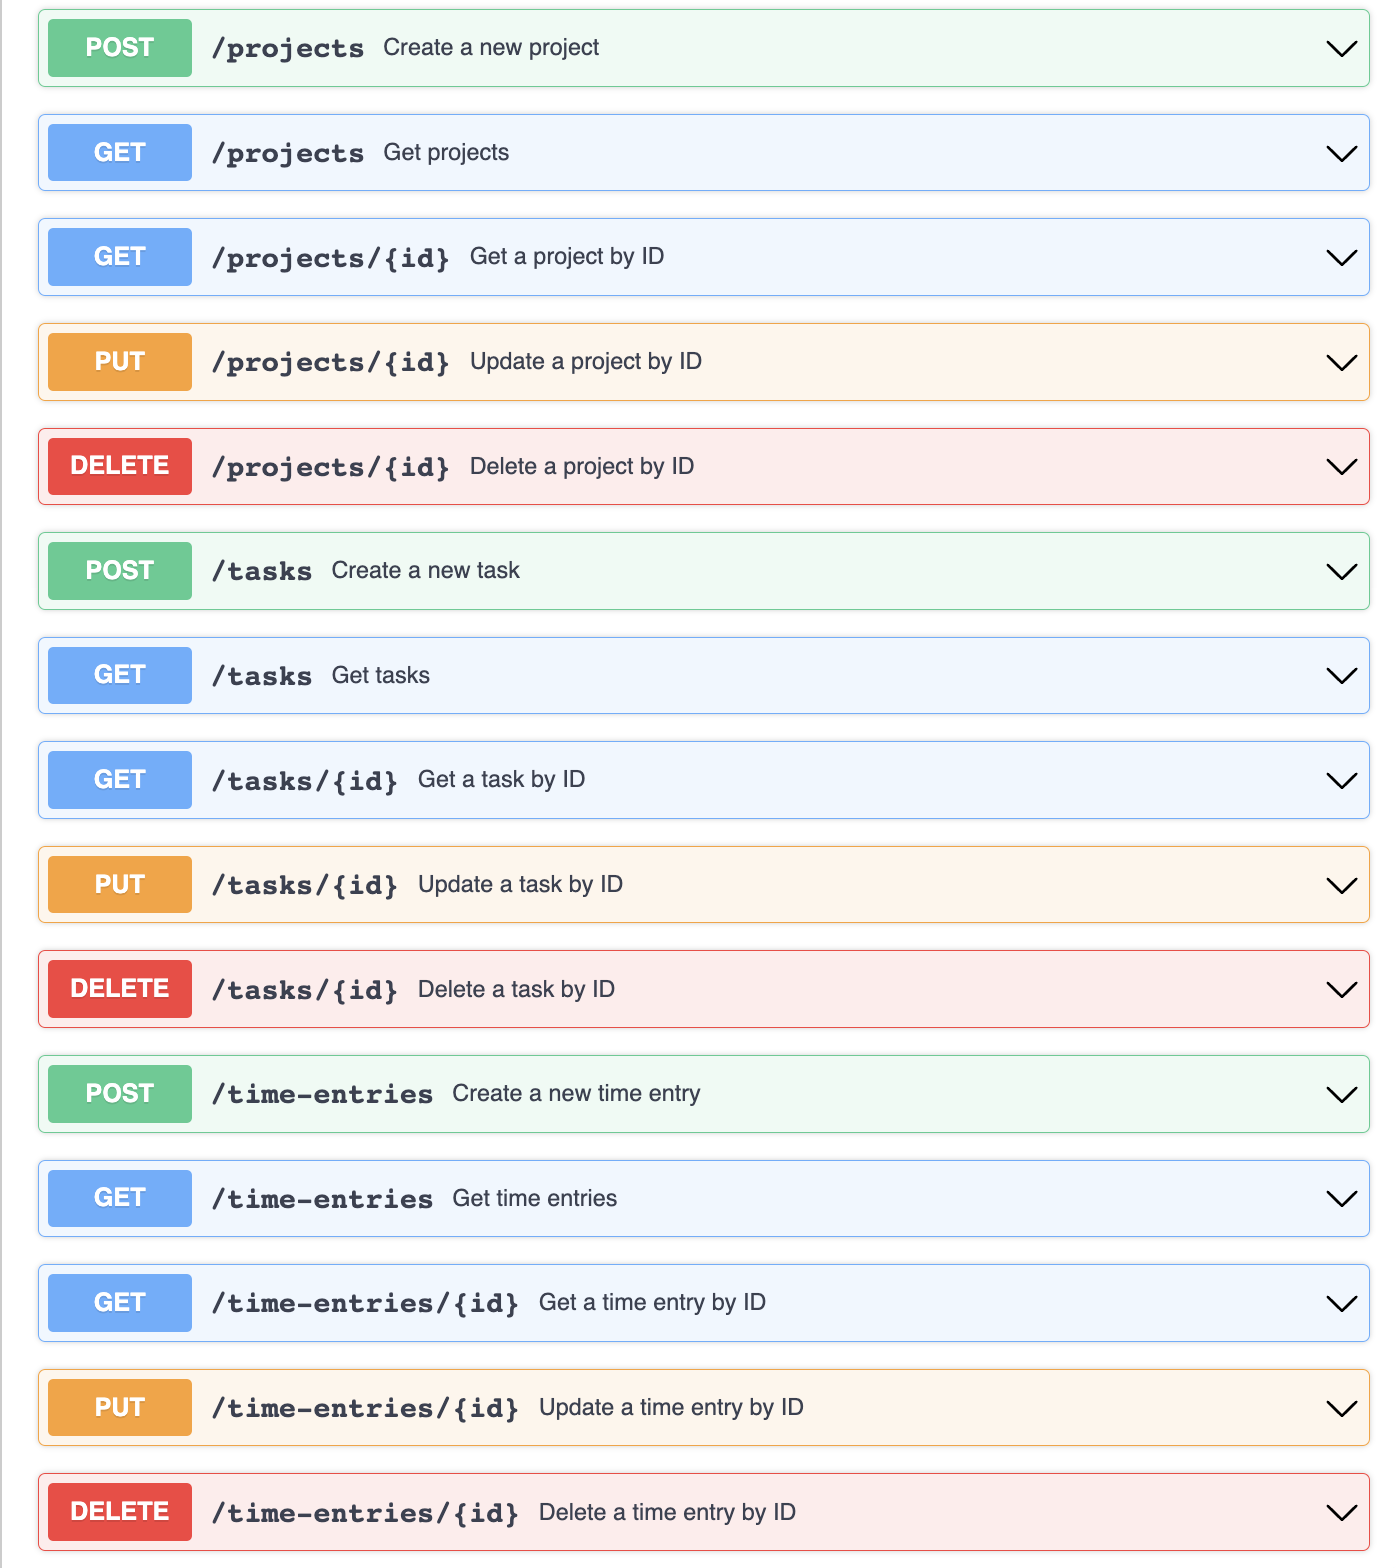 POST /projects Create a new project
GET /projects Get projects
GET /projects/{id} Get a project by ID
PUT /projects/{id} Update a project by ID
DELETE /projects/{id} Delete a project by ID
POST /tasks Create a new task
GET /tasks Get tasks
GET /tasks/{id} Get a task by ID
PUT /tasks/{id} Update a task by ID
DELETE /tasks/{id} Delete a task by ID
POST /time-entries Create a new time entry
GET /time-entries Get time entries
GET /time-entries/{id} Get a time entry by ID
PUT /time-entries/{id} Update a time entry by ID
DELETE /time-entries/{id} Delete a time entry by ID